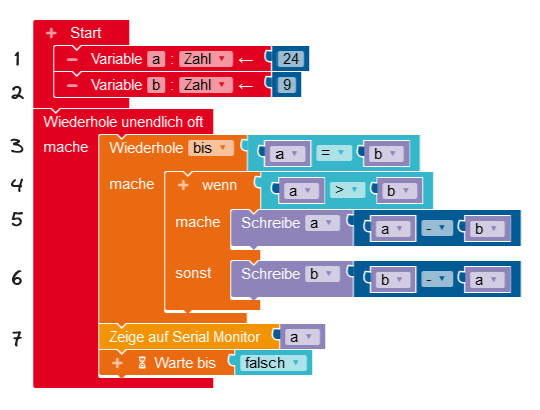 + Start
1 − Variable a : Zahl ▾ ← 24
2 − Variable b : Zahl ▾ ← 9
Wiederhole unendlich oft
3 mache Wiederhole bis ▾ a ▾ = ▾ b ▾
4 mache + wenn a ▾ > ▾ b ▾
5 mache Schreibe a ▾ a ▾ - ▾ b ▾
6 sonst Schreibe b ▾ b ▾ - ▾ a ▾
7 Zeige auf Serial Monitor a ▾
+ ⌛ Warte bis falsch ▾